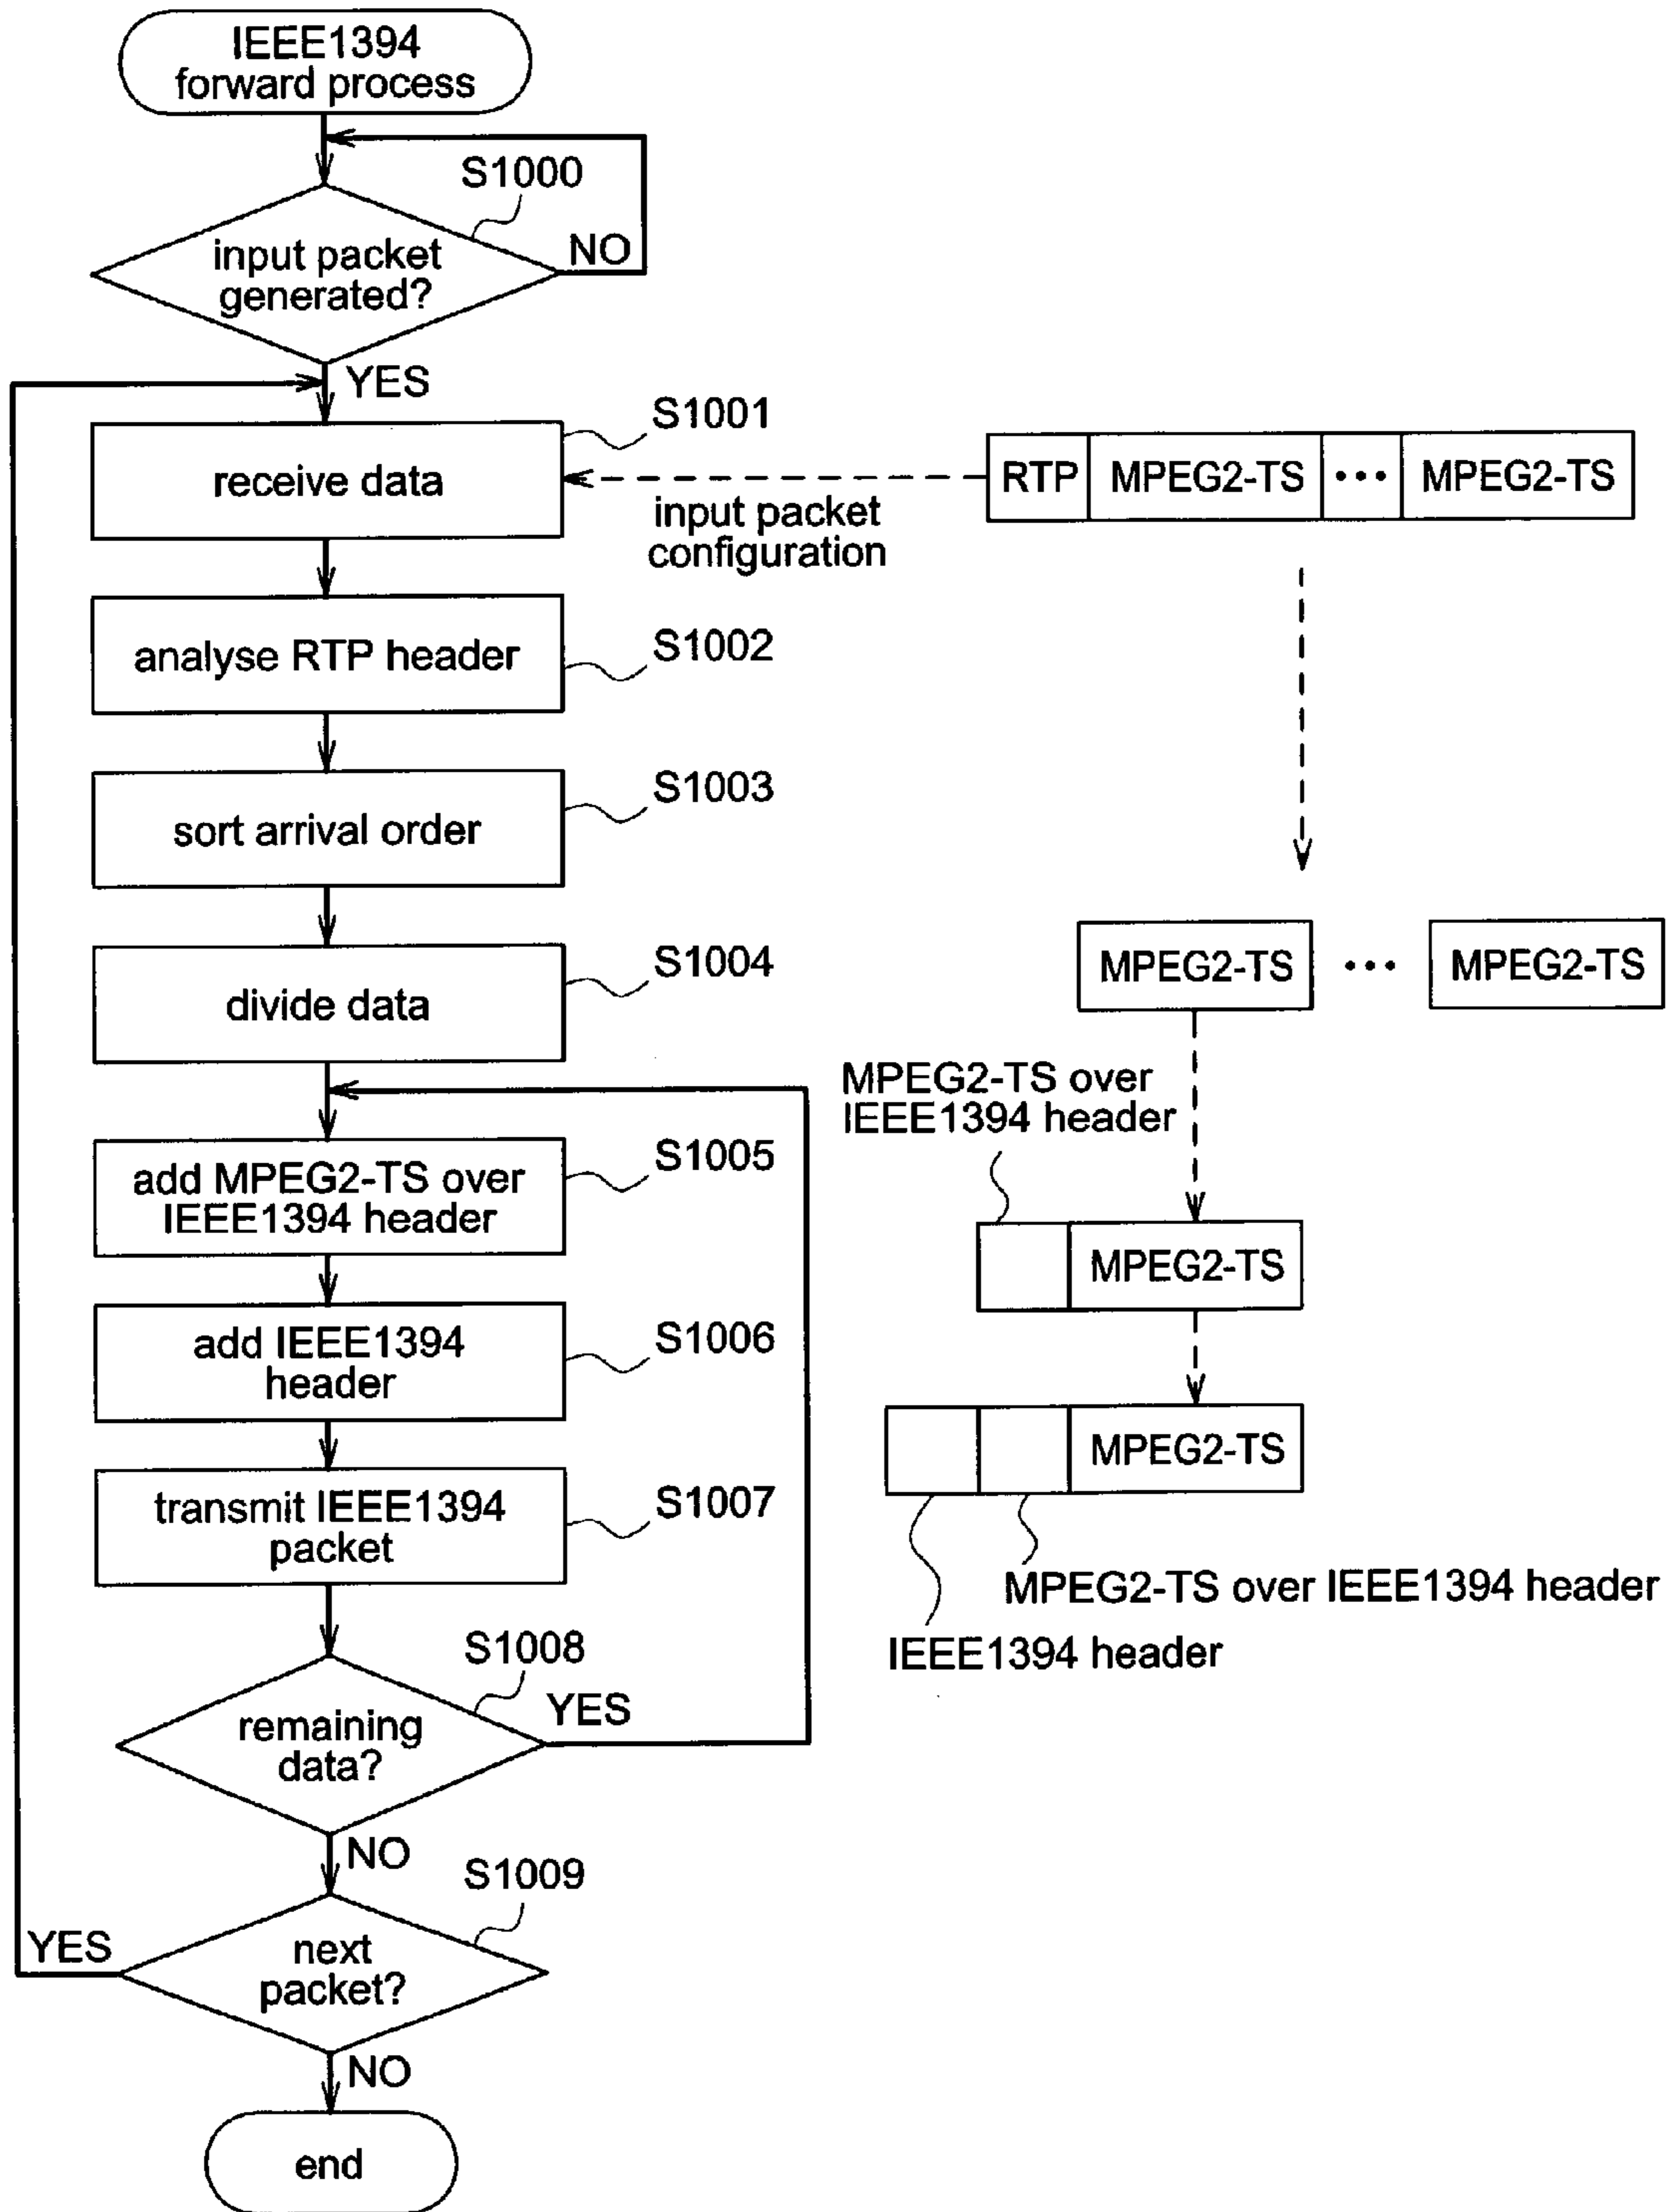 IEEE1394
forward process
S1000
input packet
generated?
NO
YES
S1001
receive data
input packet
configuration
RTP
MPEG2-TS
•••
MPEG2-TS
analyse RTP header
S1002
sort arrival order
S1003
divide data
S1004
MPEG2-TS
•••
MPEG2-TS
MPEG2-TS over
IEEE1394 header
add MPEG2-TS over
IEEE1394 header
S1005
MPEG2-TS
add IEEE1394
header
S1006
MPEG2-TS
transmit IEEE1394
packet
S1007
MPEG2-TS over IEEE1394 header
IEEE1394 header
S1008
remaining
data?
YES
NO
S1009
next
packet?
YES
NO
end